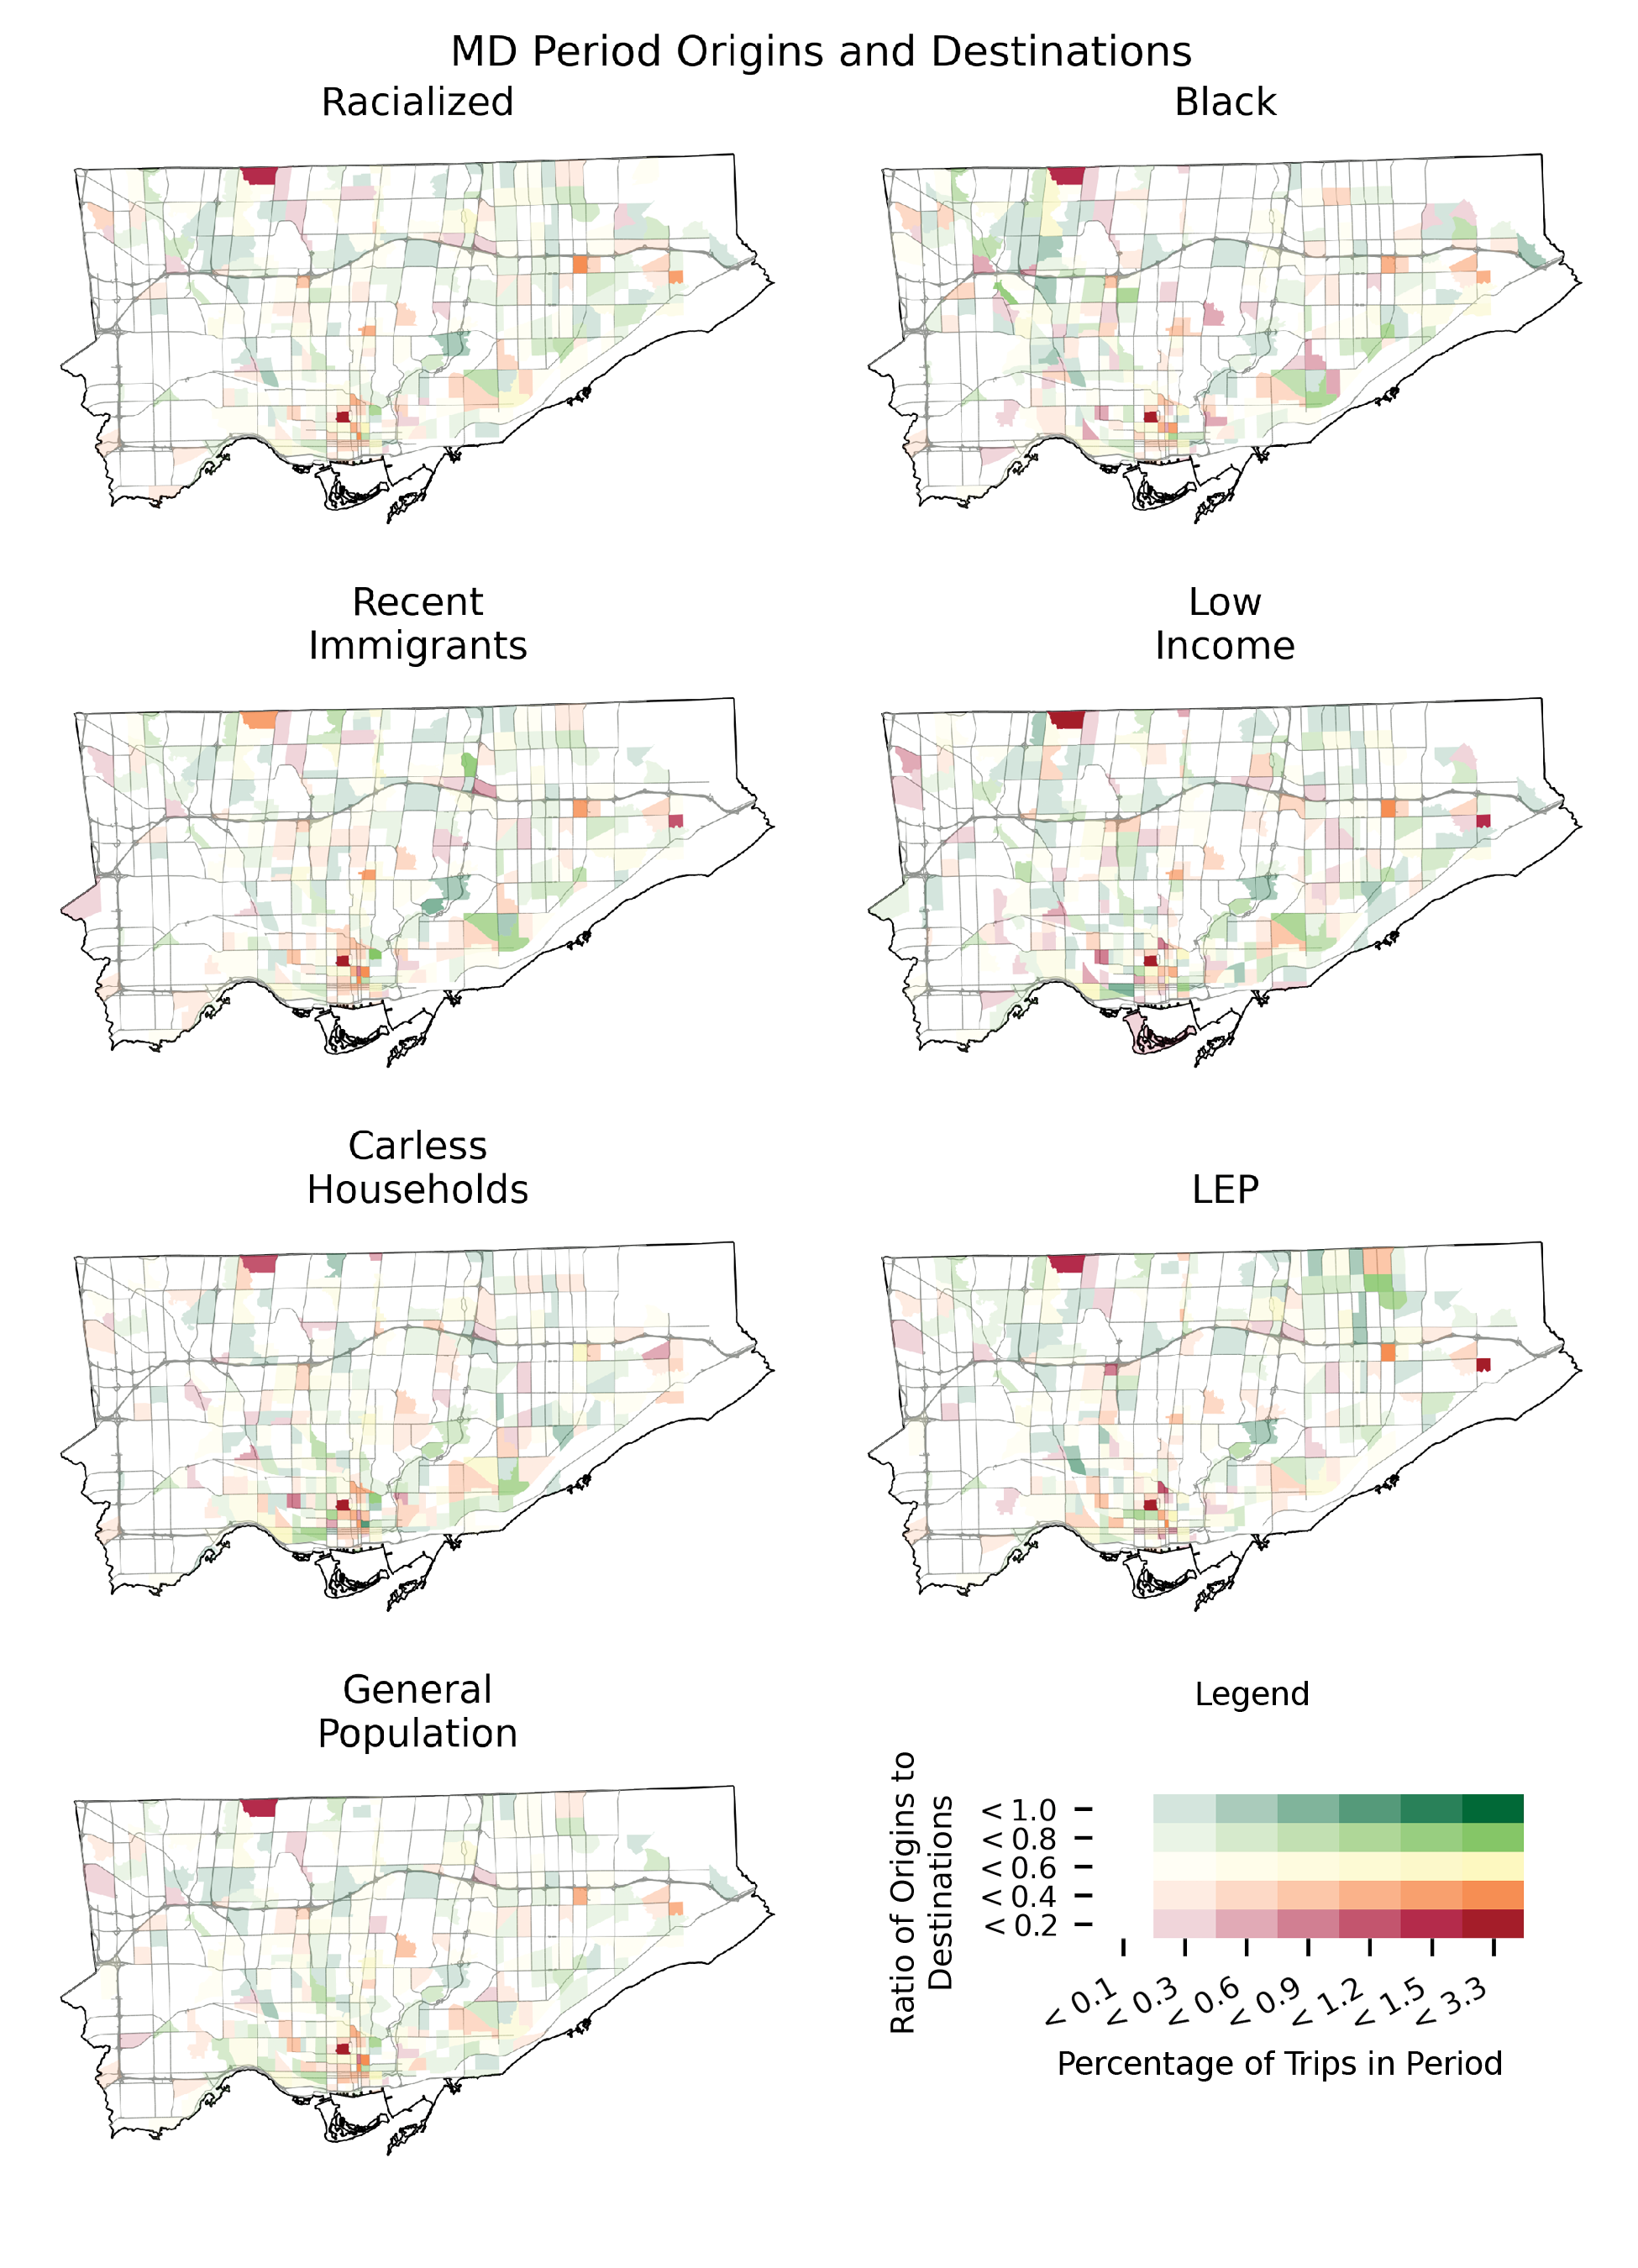 MD Period Origins and Destinations
Racialized
Black
Recent
Immigrants
Low
Income
Carless
Households
LEP
General
Population
Legend
Ratio of Origins to
Destinations
< 1.0
< 0.8
< 0.6
< 0.4
< 0.2
< 0.1
< 0.3
< 0.6
< 0.9
< 1.2
< 1.5
< 3.3
Percentage of Trips in Period